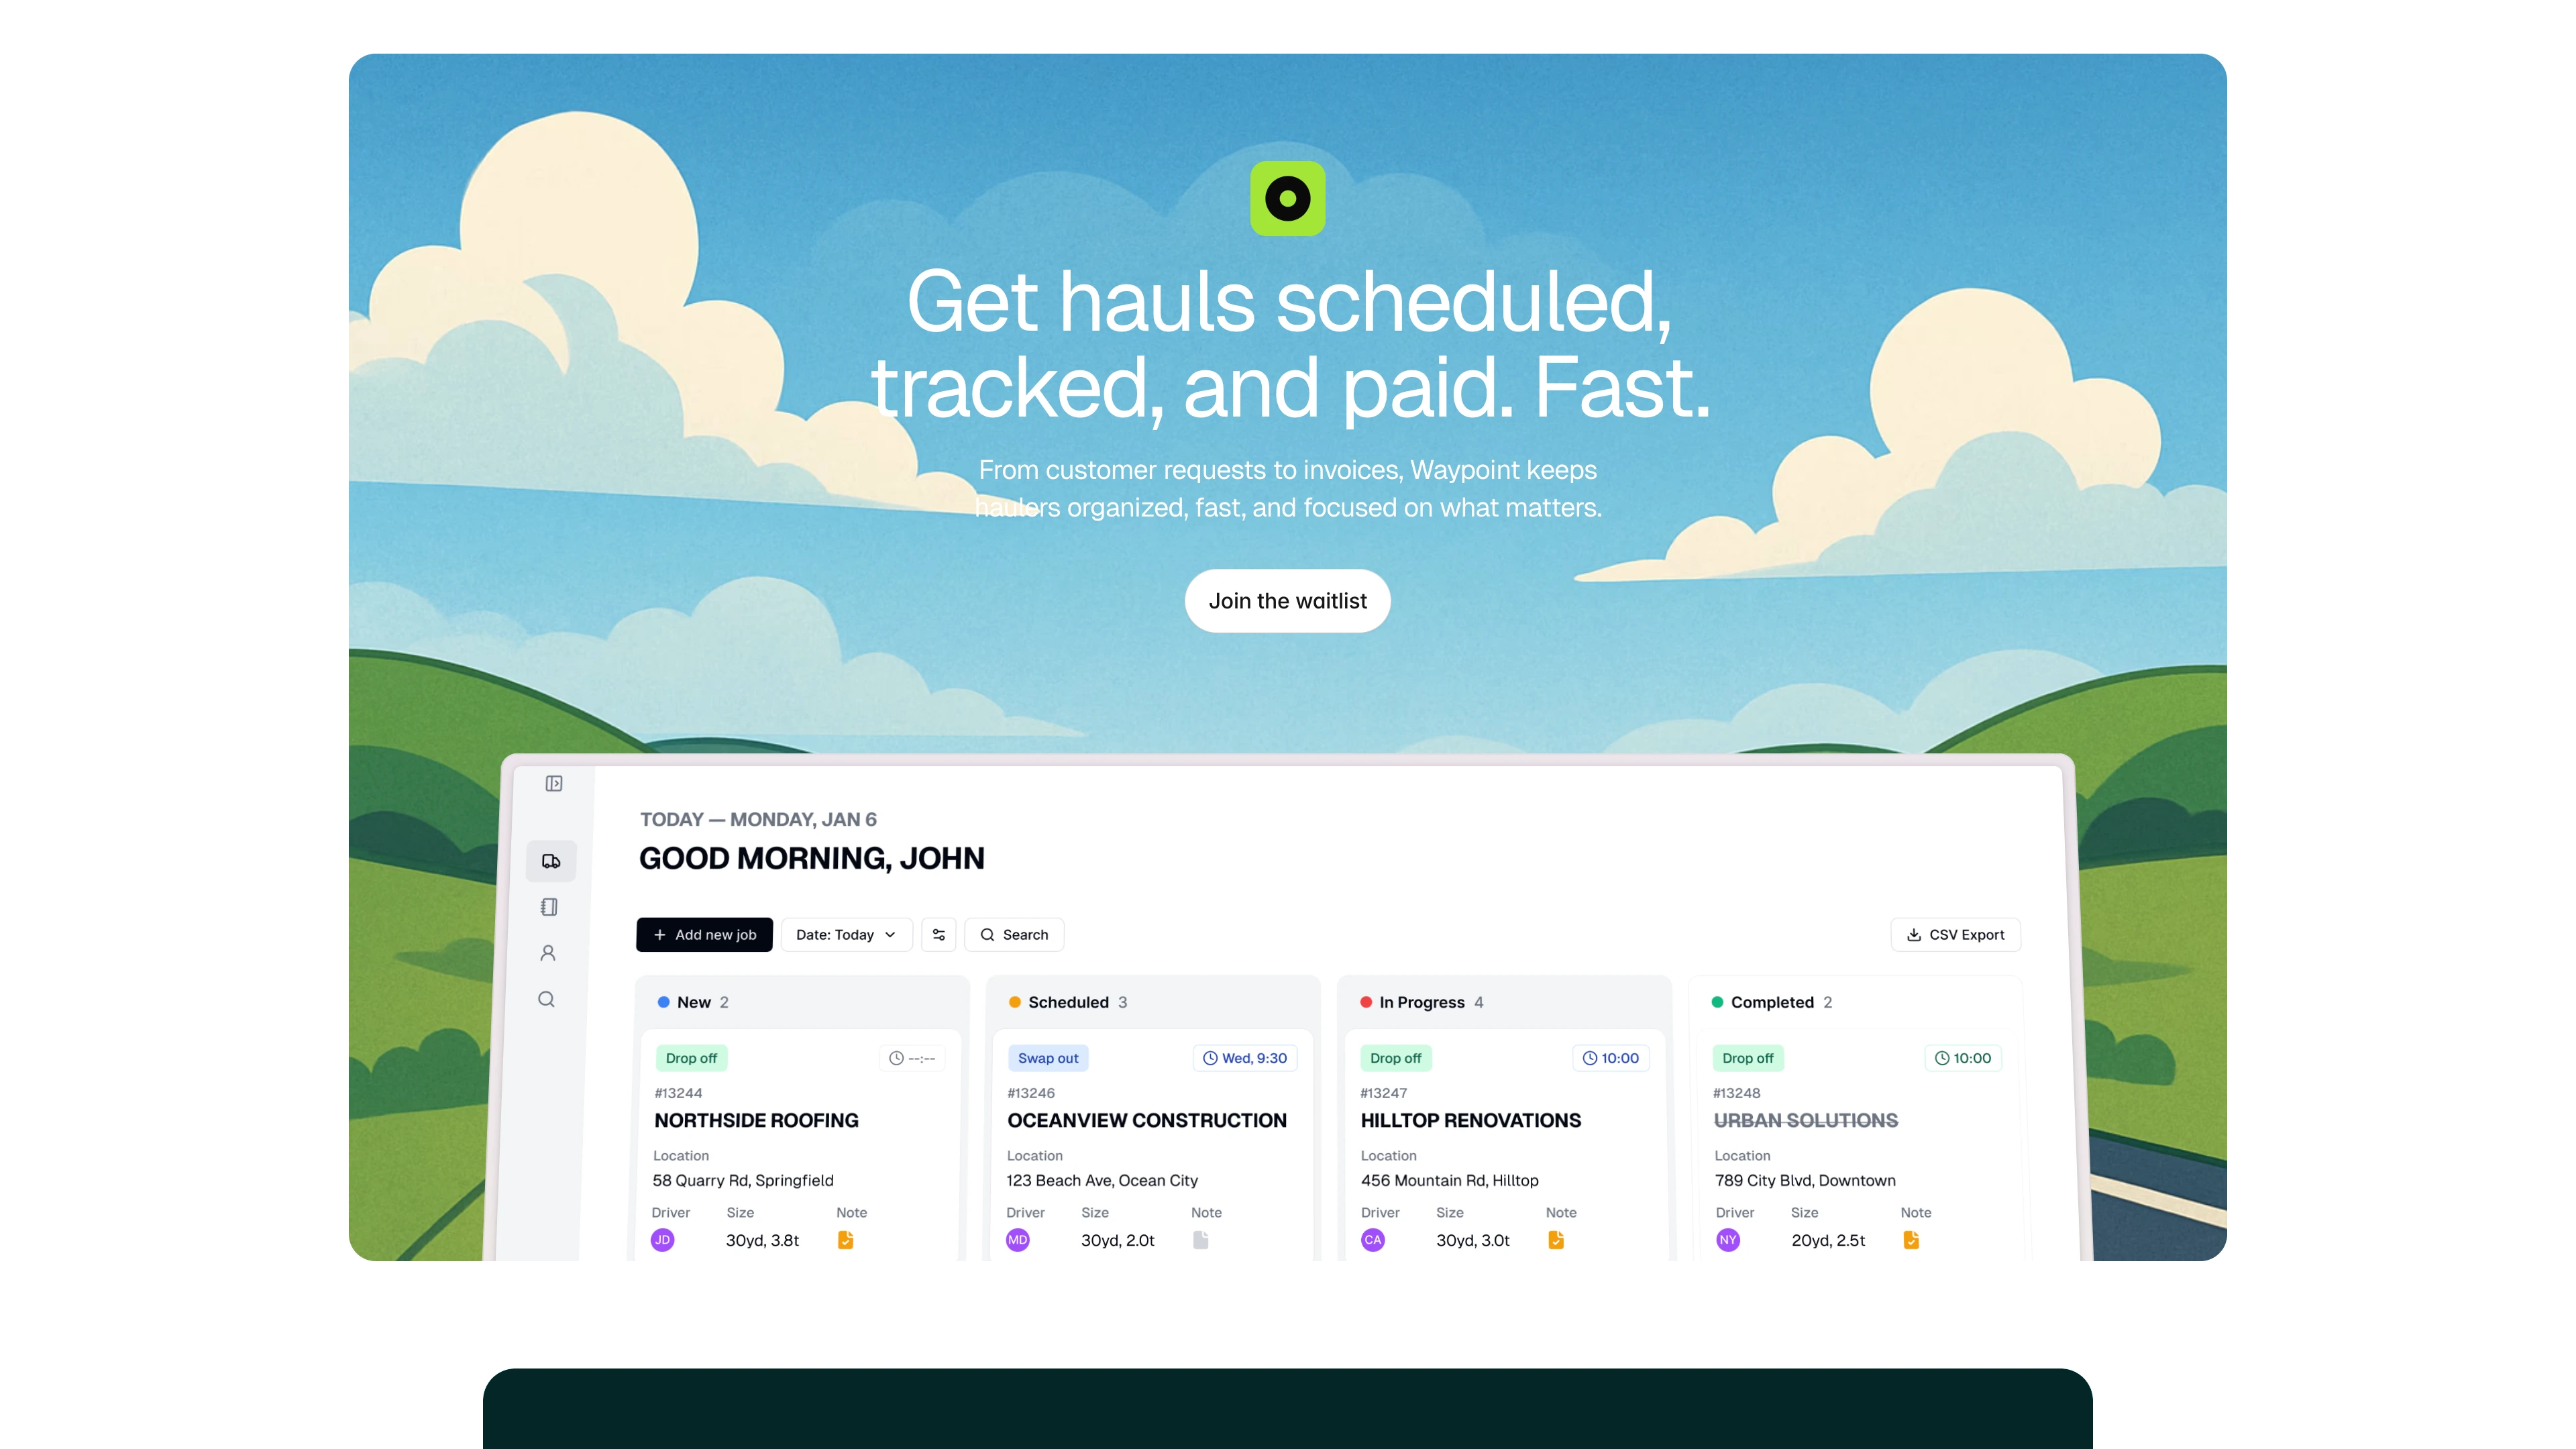 Get hauls scheduled,
tracked, and paid. Fast.
From customer requests to invoices, Waypoint keeps
haulers organized, fast, and focused on what matters.
Join the waitlist
TODAY — MONDAY, JAN 6
GOOD MORNING, JOHN
Add new job
Date: Today
Search
CSV Export
New 2
Drop off
--:--
#13244
NORTHSIDE ROOFING
Location
58 Quarry Rd, Springfield
Driver Size Note
JD 30yd, 3.8t
Scheduled 3
Swap out
Wed, 9:30
#13246
OCEANVIEW CONSTRUCTION
Location
123 Beach Ave, Ocean City
Driver Size Note
MD 30yd, 2.0t
In Progress 4
Drop off
10:00
#13247
HILLTOP RENOVATIONS
Location
456 Mountain Rd, Hilltop
Driver Size Note
CA 30yd, 3.0t
Completed 2
Drop off
10:00
#13248
URBAN SOLUTIONS
Location
789 City Blvd, Downtown
Driver Size Note
NY 20yd, 2.5t